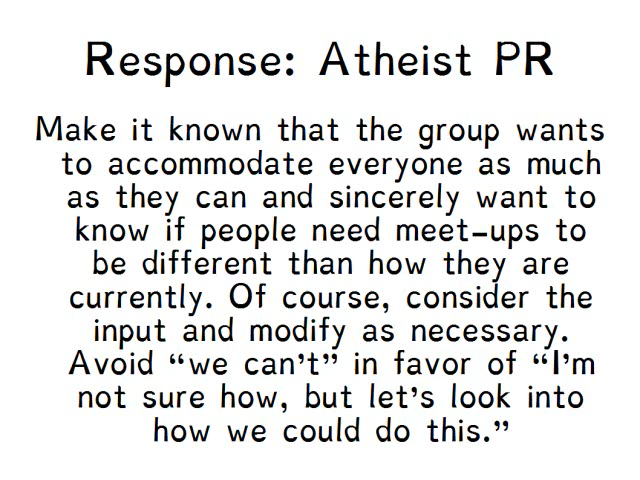 Response: Atheist PR
Make it known that the group wants
to accommodate everyone as much
as they can and sincerely want to
know if people need meet-ups to
be different than how they are
currently. Of course, consider the
input and modify as necessary.
Avoid “we can’t” in favor of “I’m
not sure how, but let’s look into
how we could do this.”